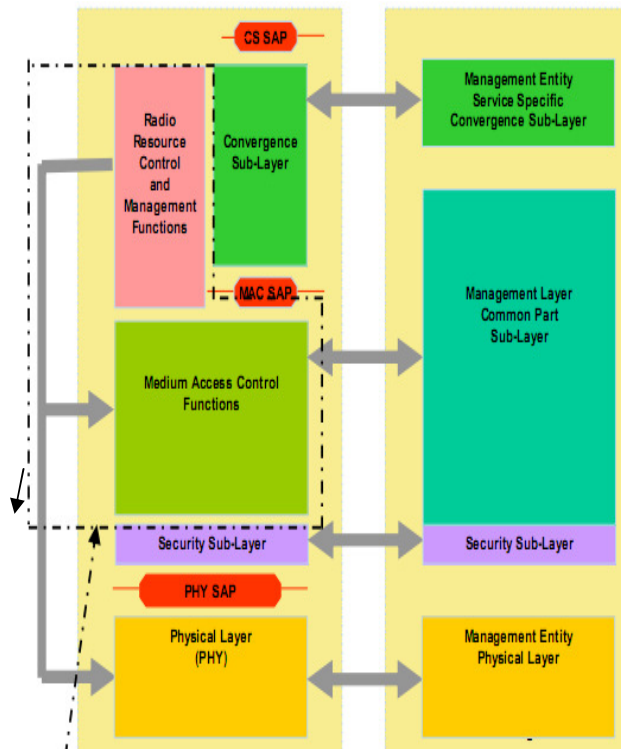 CS SAP
Radio
Resource
Control
and
Management
Functions
Convergence
Sub-Layer
MAC SAP
Medium Access Control
Functions
Security Sub-Layer
PHY SAP
Physical Layer
(PHY)
Management Entity
Service Specific
Convergence Sub-Layer
Management Layer
Common Part
Sub-Layer
Security Sub-Layer
Management Entity
Physical Layer